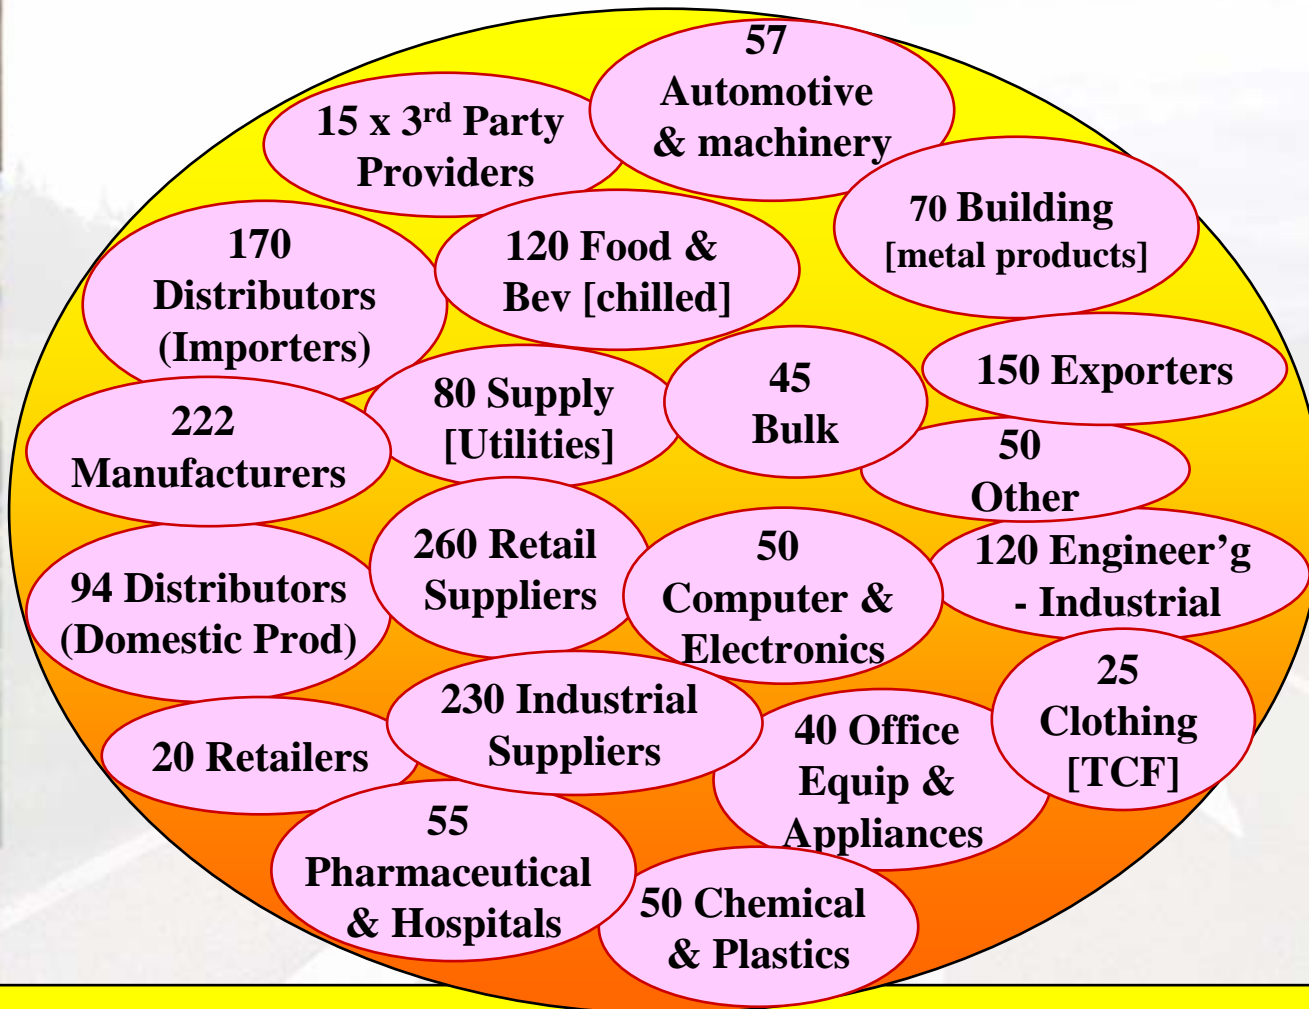 57
Automotive
& machinery
15 x 3rd Party
Providers
70 Building
[metal products]
170
Distributors
(Importers)
120 Food &
Bev [chilled]
150 Exporters
80 Supply
[Utilities]
45
Bulk
222
Manufacturers
50
Other
260 Retail
Suppliers
50
Computer &
Electronics
120 Engineer’g
- Industrial
94 Distributors
(Domestic Prod)
25
Clothing
[TCF]
230 Industrial
Suppliers
20 Retailers
40 Office
Equip &
Appliances
55
Pharmaceutical
& Hospitals
50 Chemical
& Plastics